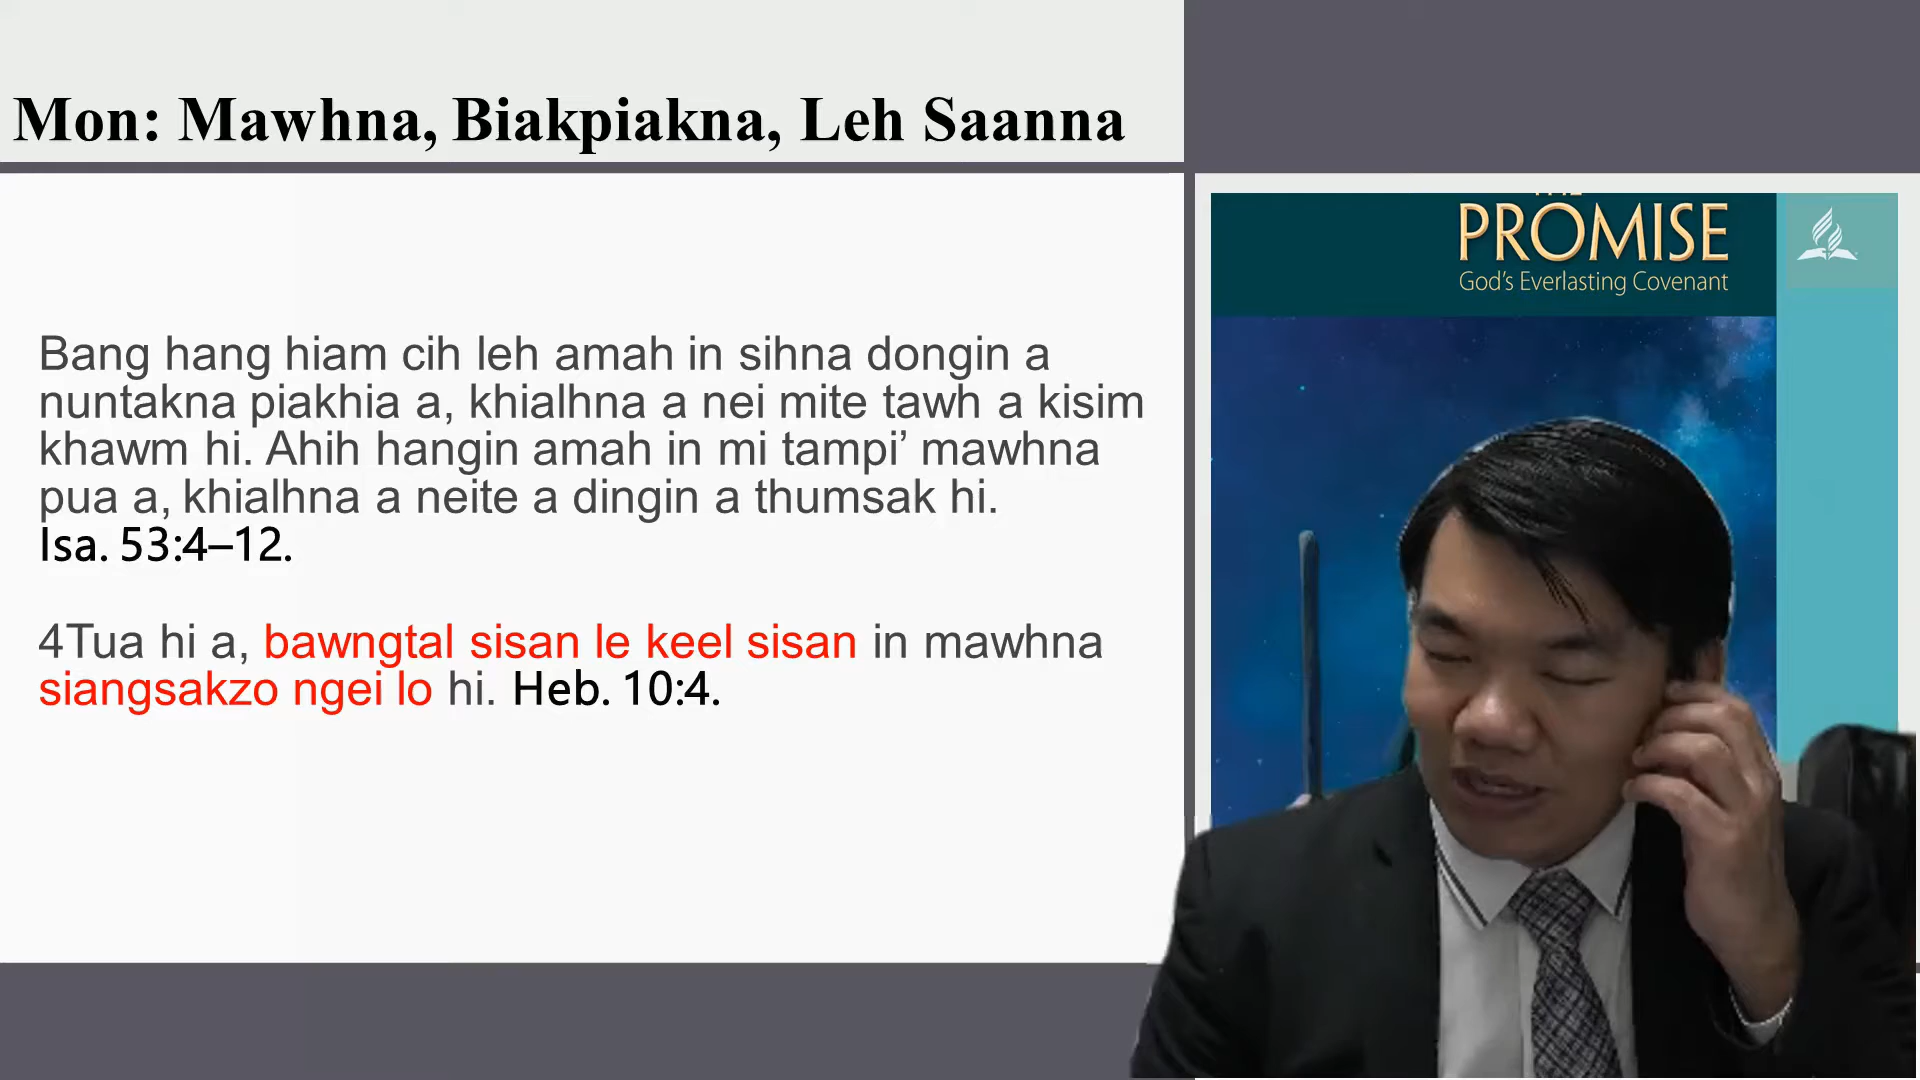 Mon: Mawhna, Biakpiakna, Leh Saanna
Bang hang hiam cih leh amah in sihna dongin a
nuntakna piakhia a, khialhna a nei mite tawh a kisim
khawm hi. Ahih hangin amah in mi tampi’ mawhna
pua a, khialhna a neite a dingin a thumsak hi.
Isa. 53:4–12.
4Tua hi a, bawngtal sisan le keel sisan in mawhna
siangsakzo ngei lo hi. Heb. 10:4.
PROMISE
God's Everlasting Covenant